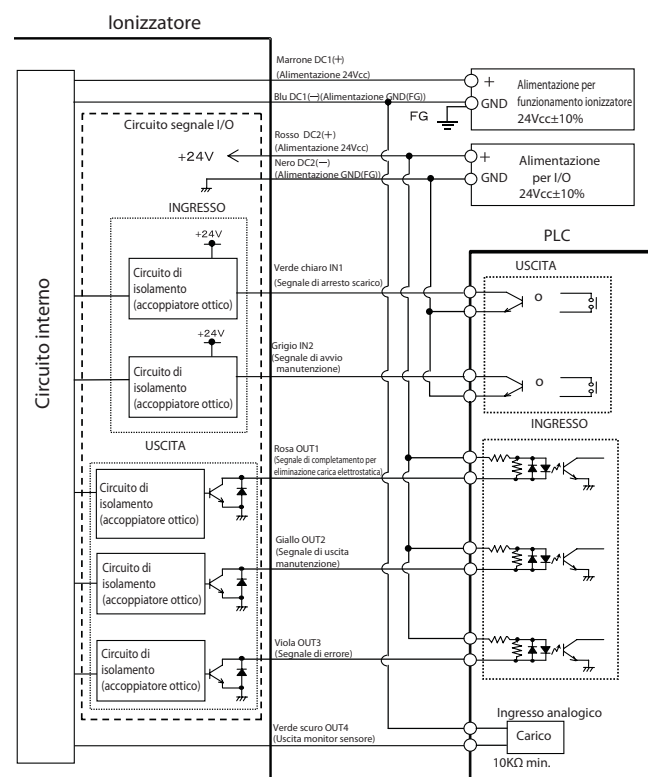 Ionizzatore
Marrone DC1(+)
(Alimentazione 24Vcc)
Blu DC1(—)(Alimentazione GND(FG))
+
GND
Alimentazione per
funzionamento ionizzatore
24Vcc±10%
FG
Circuito segnale I/O
Rosso DC2(+)
(Alimentazione 24Vcc)
+24V
Nero DC2(—)
(Alimentazione GND(FG))
+
GND
Alimentazione
per I/O
24Vcc±10%
INGRESSO
PLC
+24V
USCITA
Circuito di
isolamento
(accoppiatore ottico)
Verde chiaro IN1
(Segnale di arresto scarico)
O
+24V
Circuito di
isolamento
(accoppiatore ottico)
Grigio IN2
(Segnale di avvio
manutenzione)
O
Circuito interno
INGRESSO
USCITA
Rosa OUT1
(Segnale di completamento per
eliminazione carica elettrostatica)
Circuito di
isolamento
(accoppiatore ottico)
Giallo OUT2
(Segnale di uscita
manutenzione)
Circuito di
isolamento
(accoppiatore ottico)
Viola OUT3
(Segnale di errore)
Circuito di
isolamento
(accoppiatore ottico)
Verde scuro OUT4
(Uscita monitor sensore)
Ingresso analogico
Carico
10KΩ min.